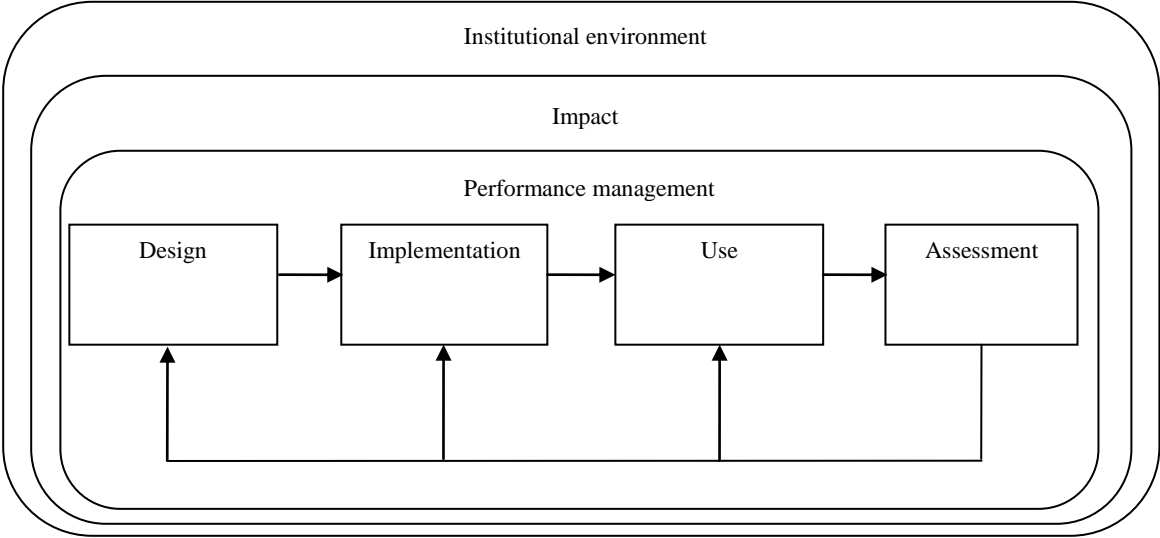 Institutional environment
Impact
Performance management
Design
Implementation
Use
Assessment